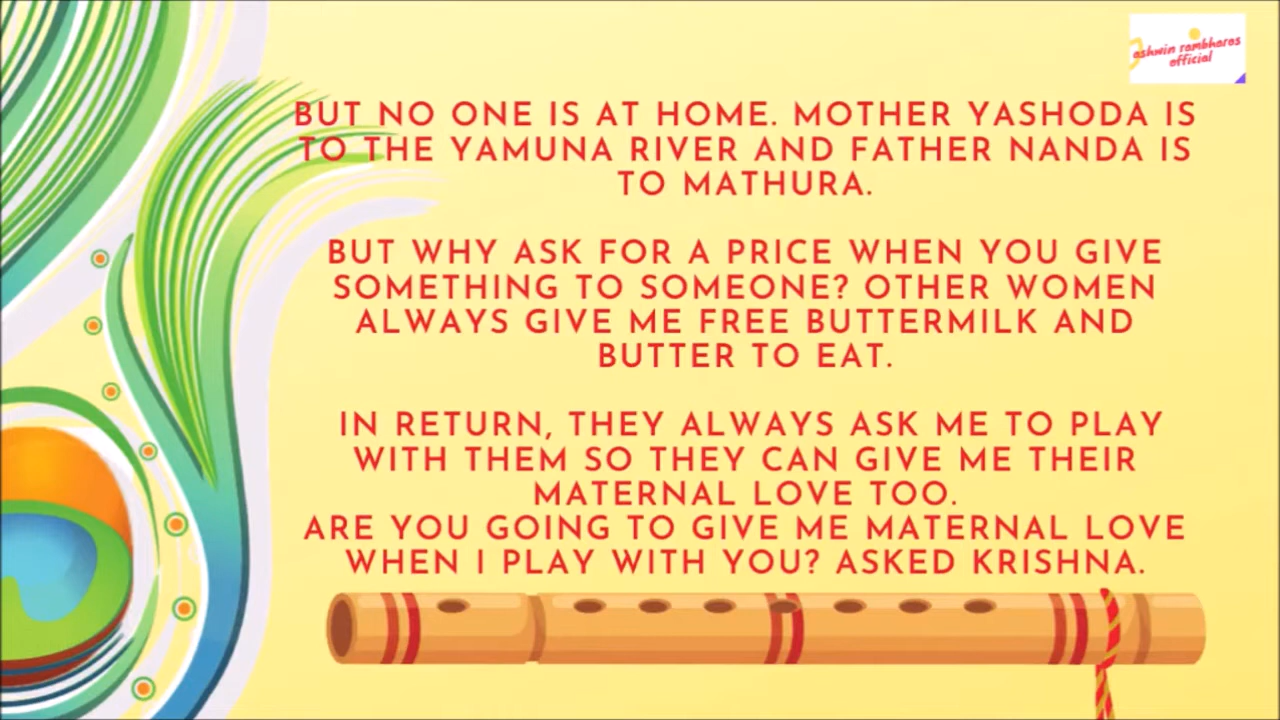 ashwin rambharos
official
BUT NO ONE IS AT HOME. MOTHER YASHODA IS
TO THE YAMUNA RIVER AND FATHER NANDA IS
TO MATHURA.
BUT WHY ASK FOR A PRICE WHEN YOU GIVE
SOMETHING TO SOMEONE? OTHER WOMEN
ALWAYS GIVE ME FREE BUTTERMILK AND
BUTTER TO EAT.
IN RETURN, THEY ALWAYS ASK ME TO PLAY
WITH THEM SO THEY CAN GIVE ME THEIR
MATERNAL LOVE TOO.
ARE YOU GOING TO GIVE ME MATERNAL LOVE
WHEN I PLAY WITH YOU? ASKED KRISHNA.